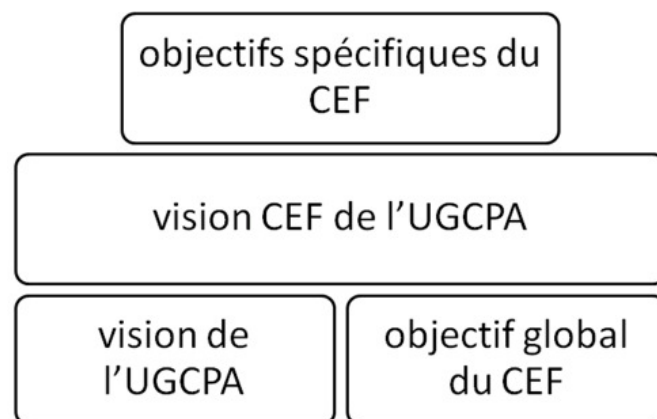 objectifs spécifiques du
CEF
vision CEF de l’UGCPA
vision de
l’UGCPA
objectif global
du CEF